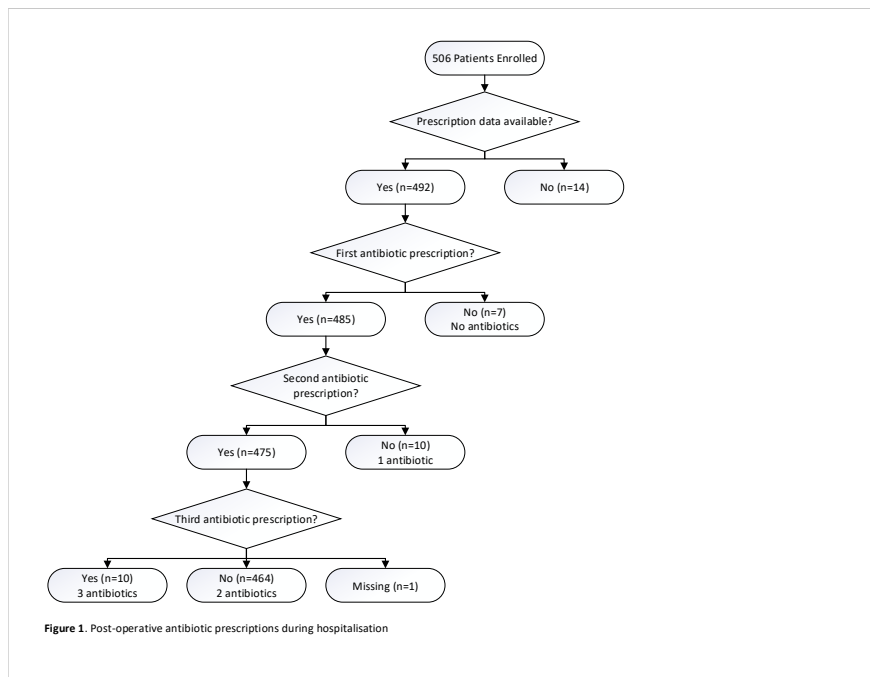 506 Patients Enrolled
Prescription data available?
Yes (n=492)
No (n=14)
First antibiotic prescription?
Yes (n=485)
No (n=7)
No antibiotics
Second antibiotic
prescription?
Yes (n=475)
No (n=10)
1 antibiotic
Third antibiotic prescription?
Yes (n=10)
3 antibiotics
No (n=464)
2 antibiotics
Missing (n=1)
Figure 1. Post-operative antibiotic prescriptions during hospitalisation